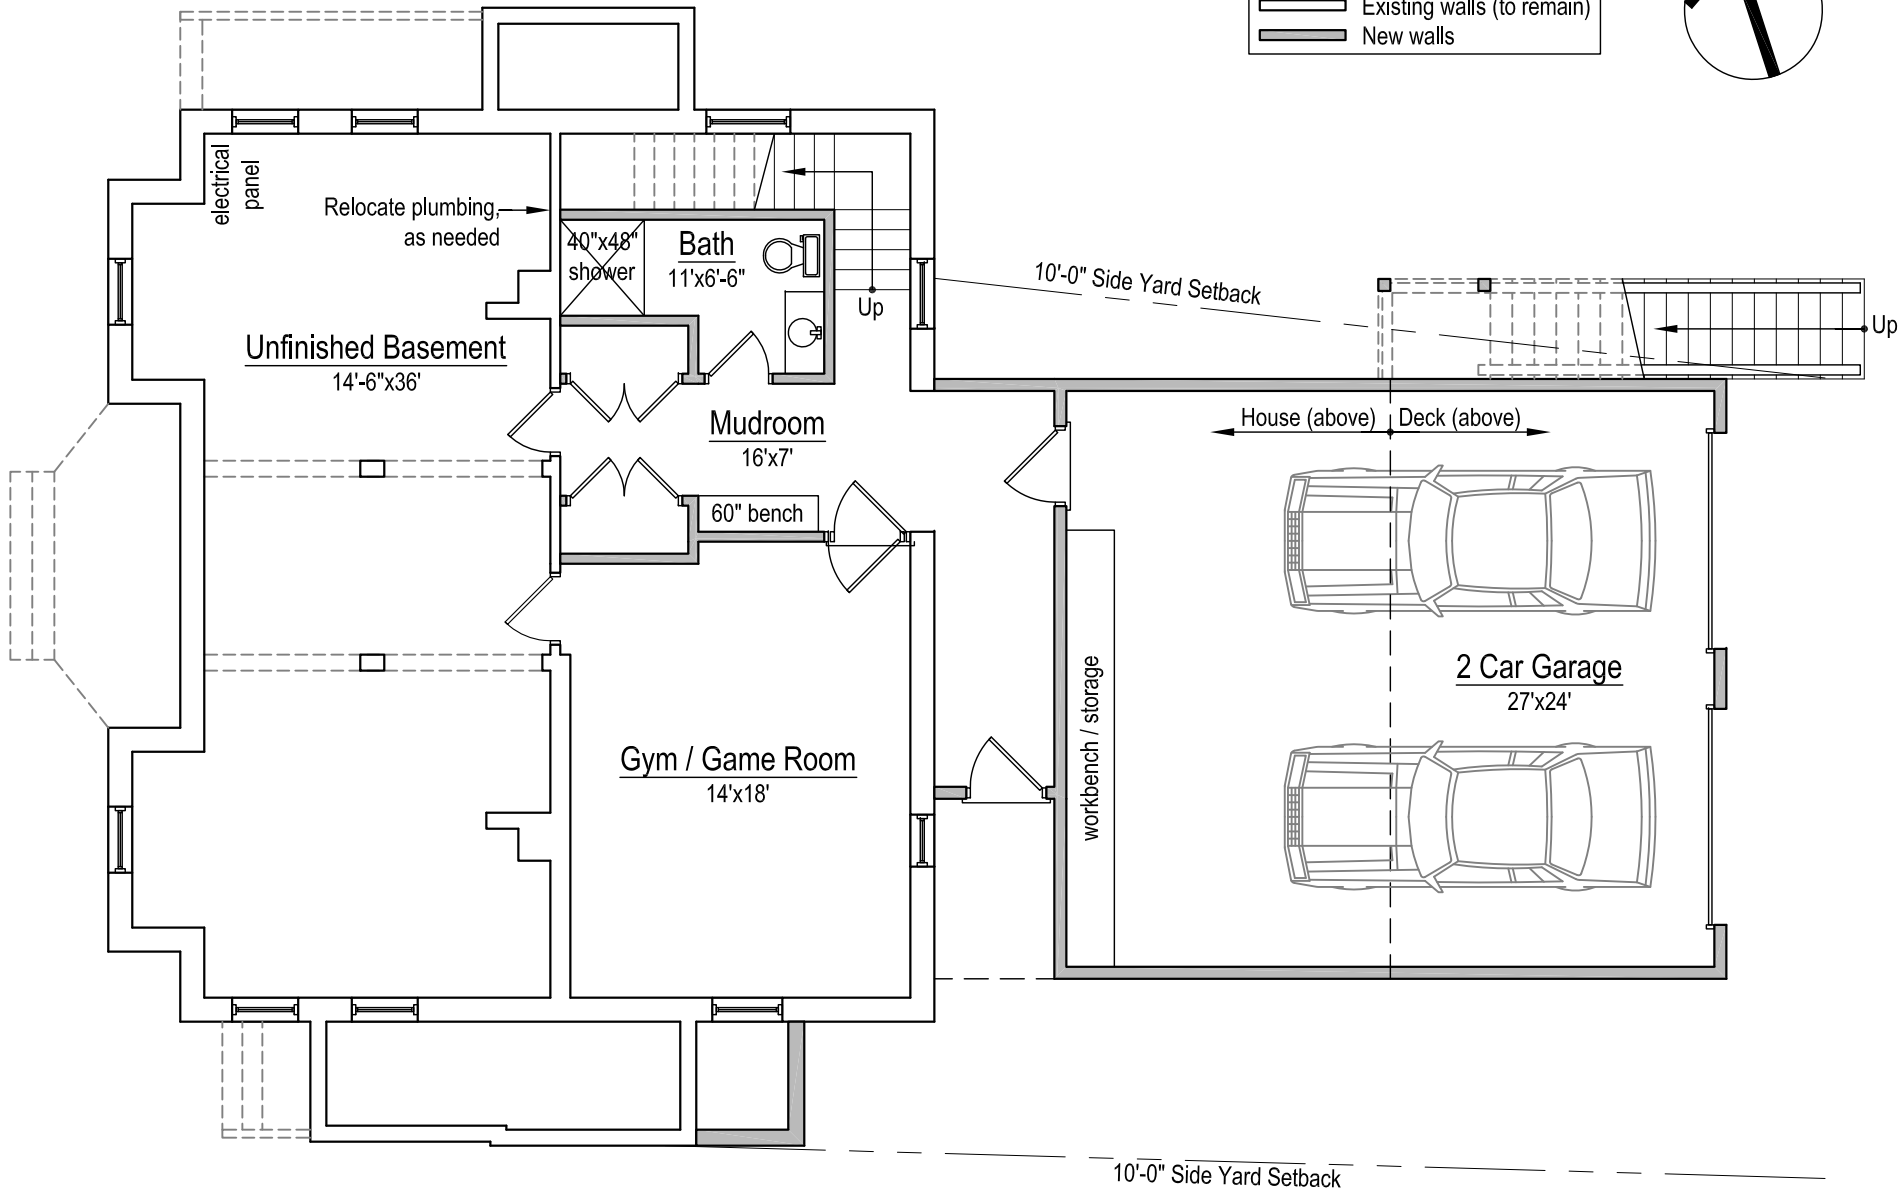 Existing walls (to remain)
New walls
electrical
panel
Relocate plumbing,
as needed
40"x48"
shower
Bath
11'x6'-6"
Up
10'-0" Side Yard Setback
Up
Unfinished Basement
14'-6"x36'
Mudroom
16'x7'
House (above)
Deck (above)
60" bench
2 Car Garage
27'x24'
workbench / storage
Gym / Game Room
14'x18'
10'-0" Side Yard Setback